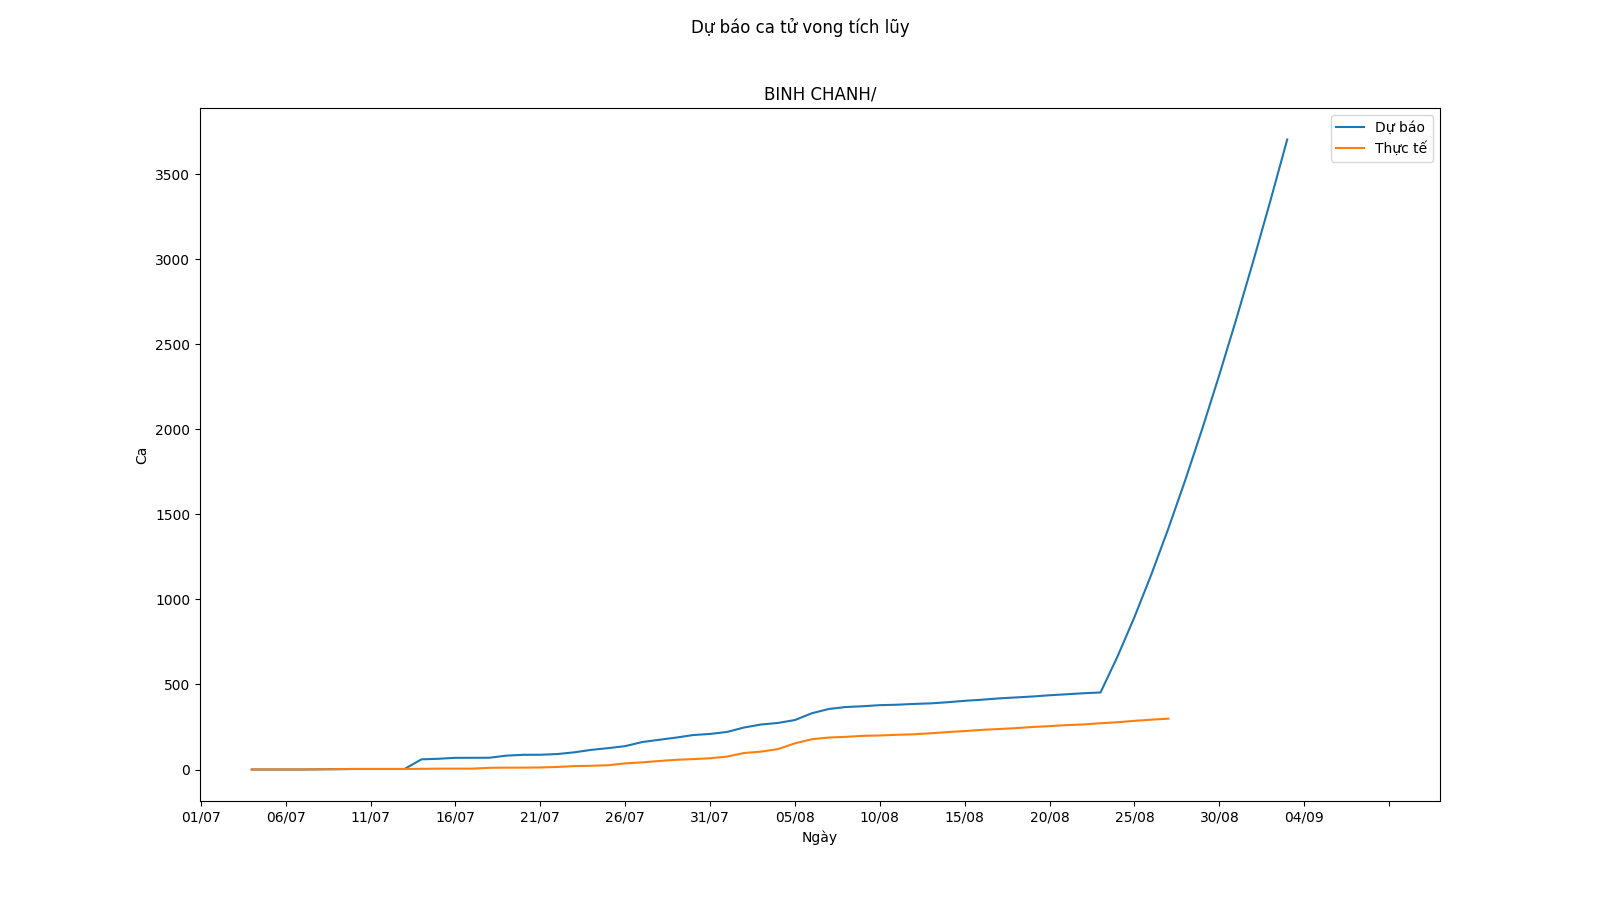 Dự báo ca tử vong tích lũy
BINH CHANH/
Dự báo
Thực tế
3500
3000
2500
2000
1500
1000
500
0
Ca
01/07 06/07 11/07 16/07 21/07 26/07 31/07 05/08 10/08 15/08 20/08 25/08 30/08 04/09
Ngày